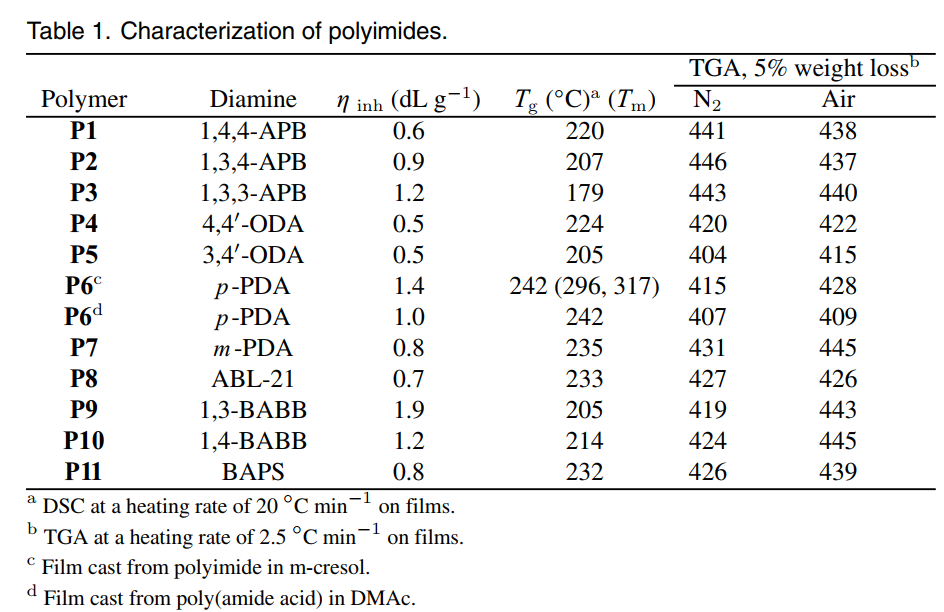 Table 1. Characterization of polyimides.
TGA, 5% weight loss^b
Polymer Diamine η inh (dL g⁻¹) T_g (°C)^a (T_m) N₂ Air
P1 1,4,4-APB 0.6 220 441 438
P2 1,3,4-APB 0.9 207 446 437
P3 1,3,3-APB 1.2 179 443 440
P4 4,4′-ODA 0.5 224 420 422
P5 3,4′-ODA 0.5 205 404 415
P6^c p-PDA 1.4 242 (296, 317) 415 428
P6^d p-PDA 1.0 242 407 409
P7 m-PDA 0.8 235 431 445
P8 ABL-21 0.7 233 427 426
P9 1,3-BABB 1.9 205 419 443
P10 1,4-BABB 1.2 214 424 445
P11 BAPS 0.8 232 426 439
^a DSC at a heating rate of 20 °C min⁻¹ on films.
^b TGA at a heating rate of 2.5 °C min⁻¹ on films.
^c Film cast from polyimide in m-cresol.
^d Film cast from poly(amide acid) in DMAc.